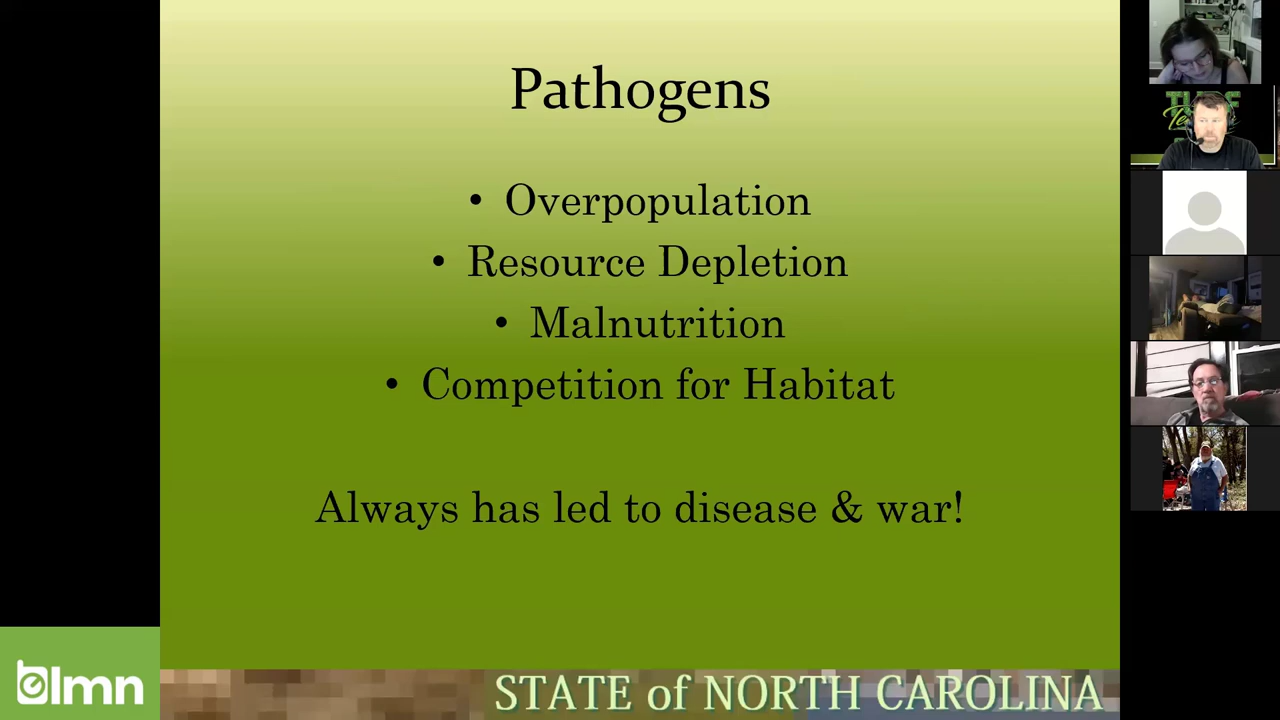 Pathogens
• Overpopulation
• Resource Depletion
• Malnutrition
• Competition for Habitat
Always has led to disease & war!
lmn
STATE of NORTH CAROLINA